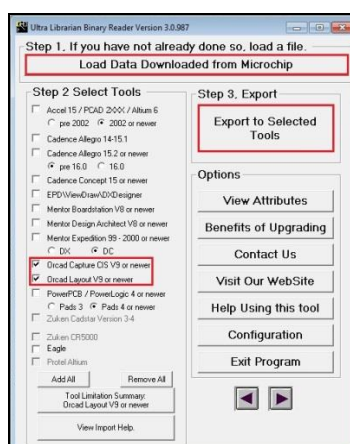 Ultra Librarian Binary Reader Version 3.0.987
Step 1, If you have not already done so, load a file.
Load Data Downloaded from Microchip
Step 2 Select Tools
Accel 15 / PCAD 2XXX / Altium 6
pre 2002 2002 or newer
Cadence Allegro 14-15.1
Cadence Allegro 15.2 or newer
pre 16.0 16.0
Cadence Concept 15 or newer
EPD\ViewDraw\DXDesigner
Mentor Boardstation V8 or newer
Mentor Design Architect V8 or newer
Mentor Expedition 99 - 2000 or newer
DX DC
Orcad Capture CIS V9 or newer
Orcad Layout V9 or newer
PowerPCB / PowerLogic 4 or newer
Pads 3 Pads 4 or newer
Zuken Cadstar Version 3-4
Zuken CR5000
Eagle
Protel Altium
Add All Remove All
Tool Limitation Summary:
Orcad Layout V9 or newer
View Import Help.
Step 3, Export
Export to Selected
Tools
Options
View Attributes
Benefits of Upgrading
Contact Us
Visit Our WebSite
Help Using this tool
Configuration
Exit Program